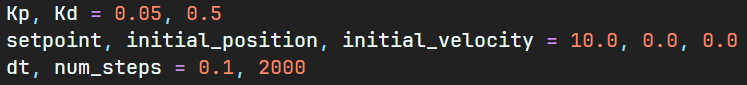 Kp, Kd = 0.05, 0.5
setpoint, initial_position, initial_velocity = 10.0, 0.0, 0.0
dt, num_steps = 0.1, 2000